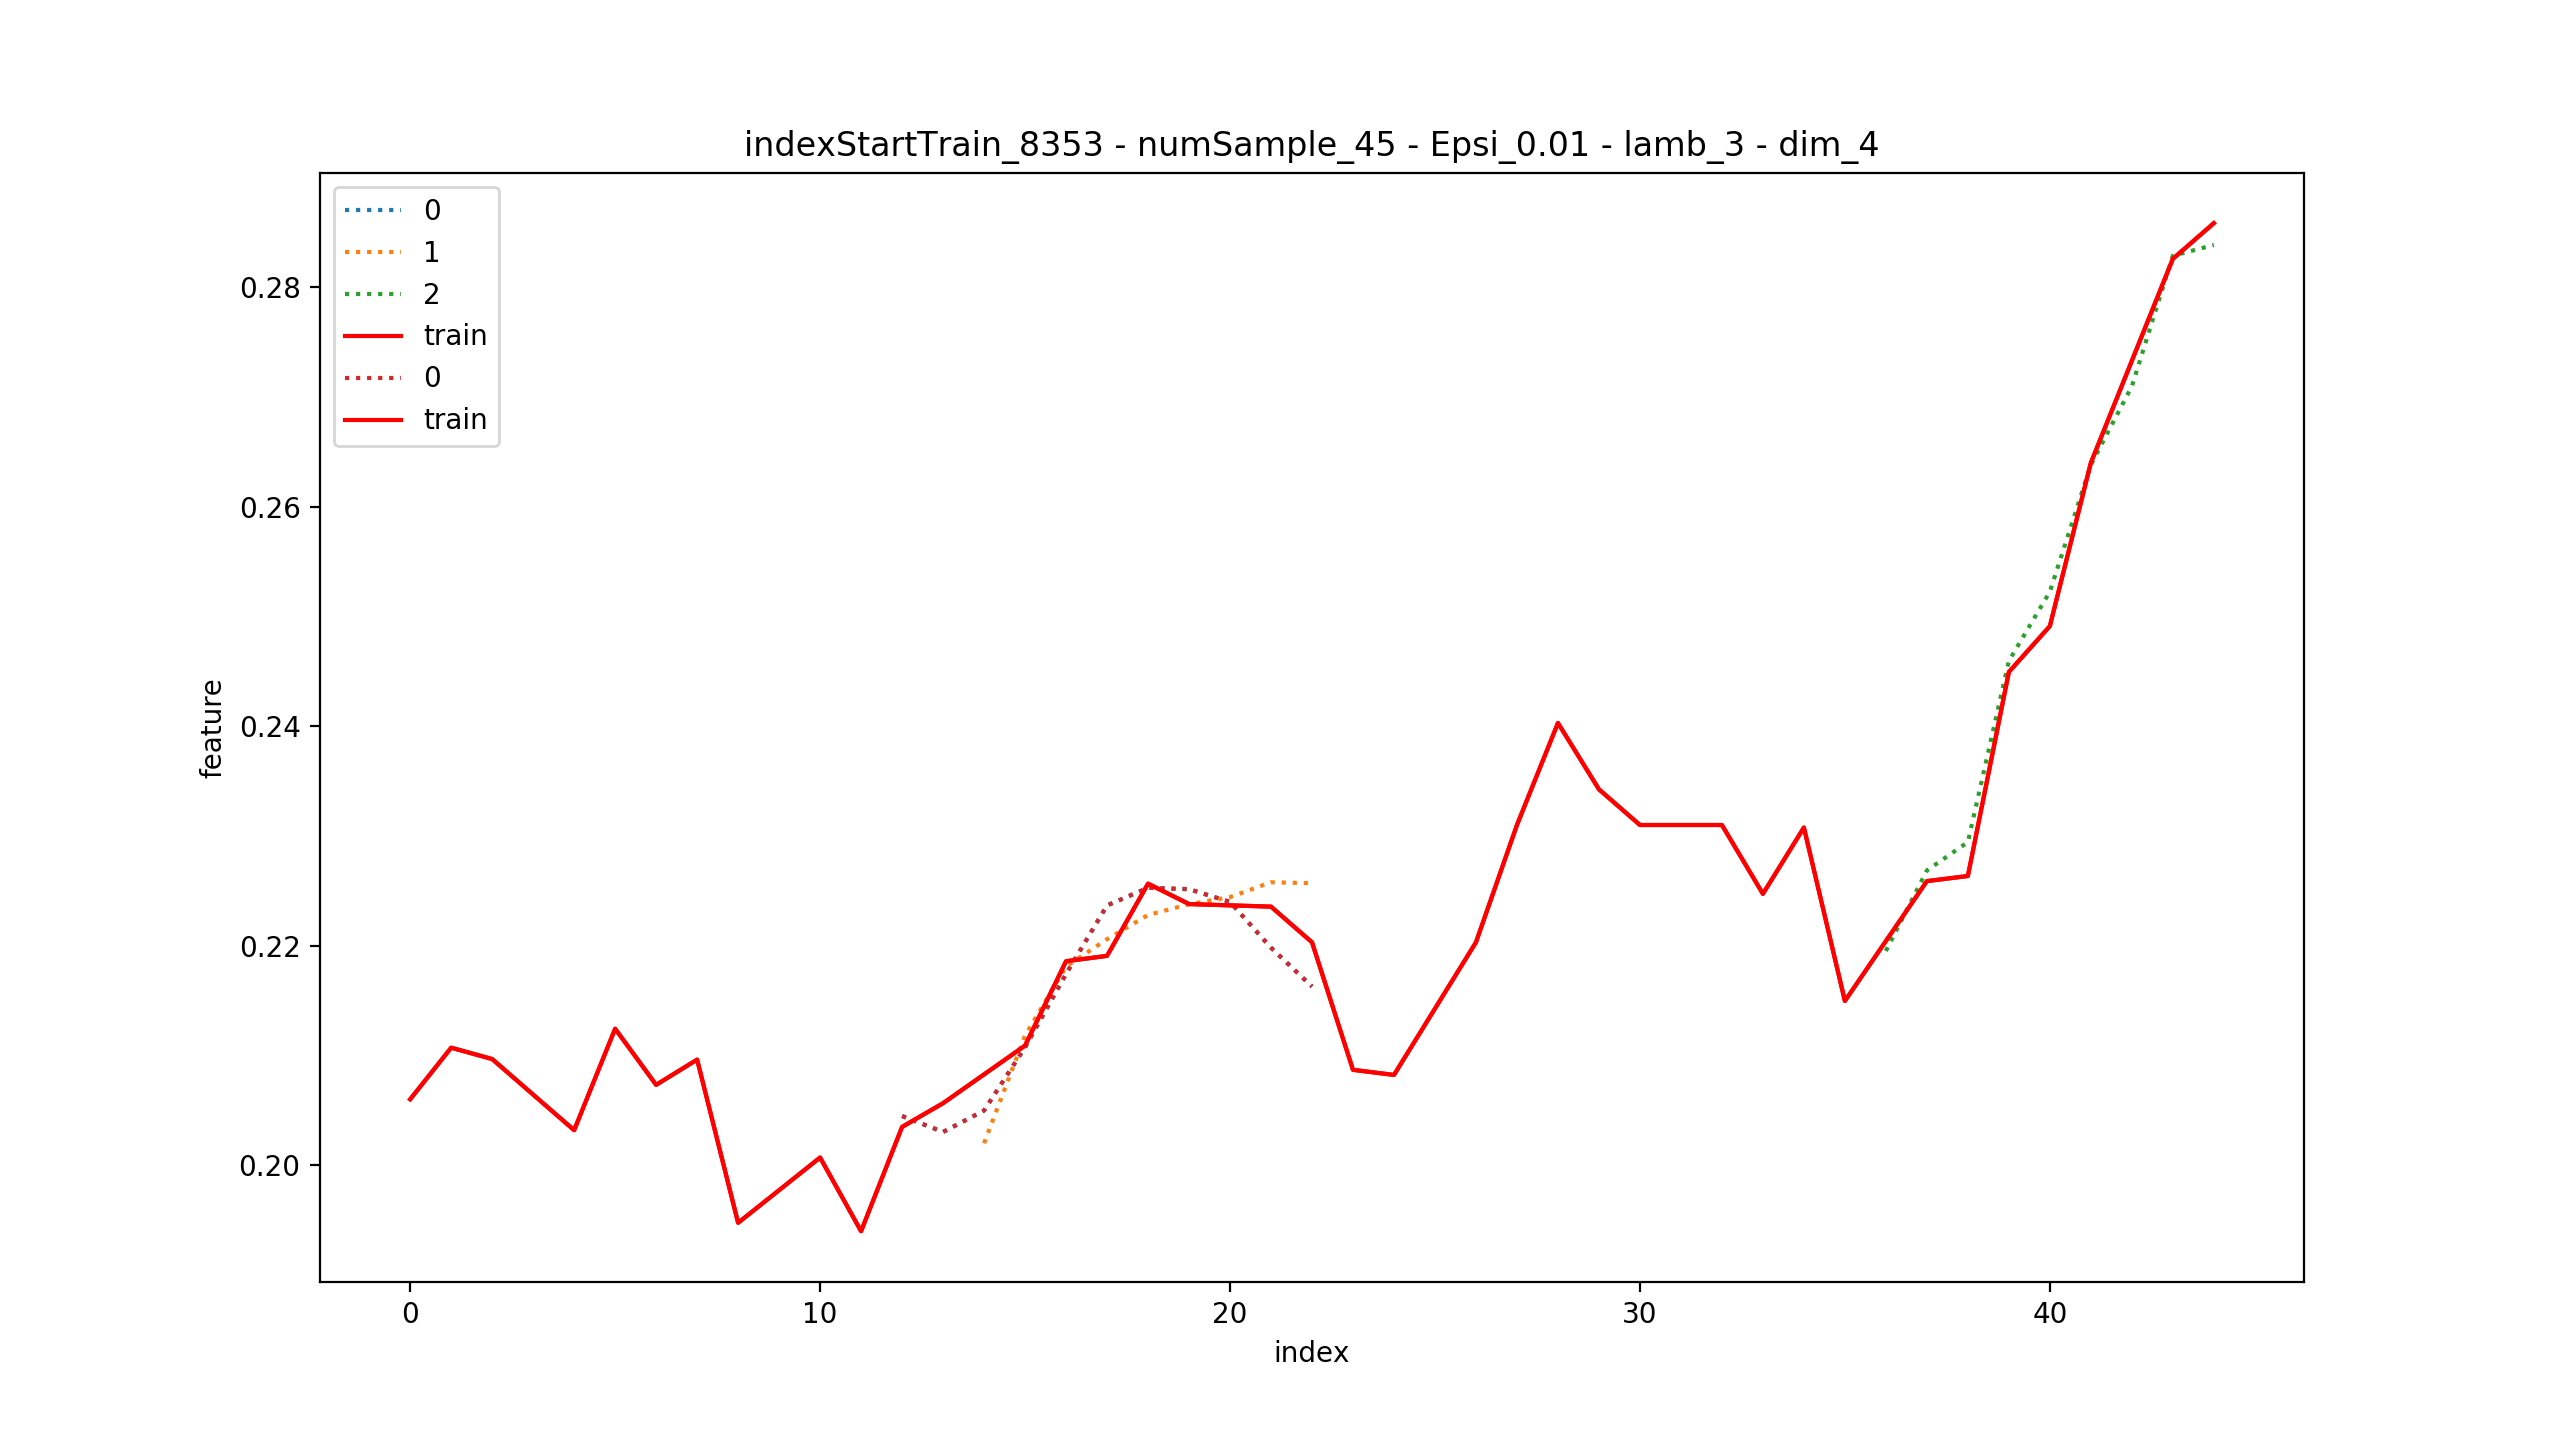 indexStartTrain_8353 - numSample_45 - Epsi_0.01 - lamb_3 - dim_4
0
1
2
train
0
train
0.28
0.26
0.24
0.22
0.20
feature
0 10 20 30 40
index